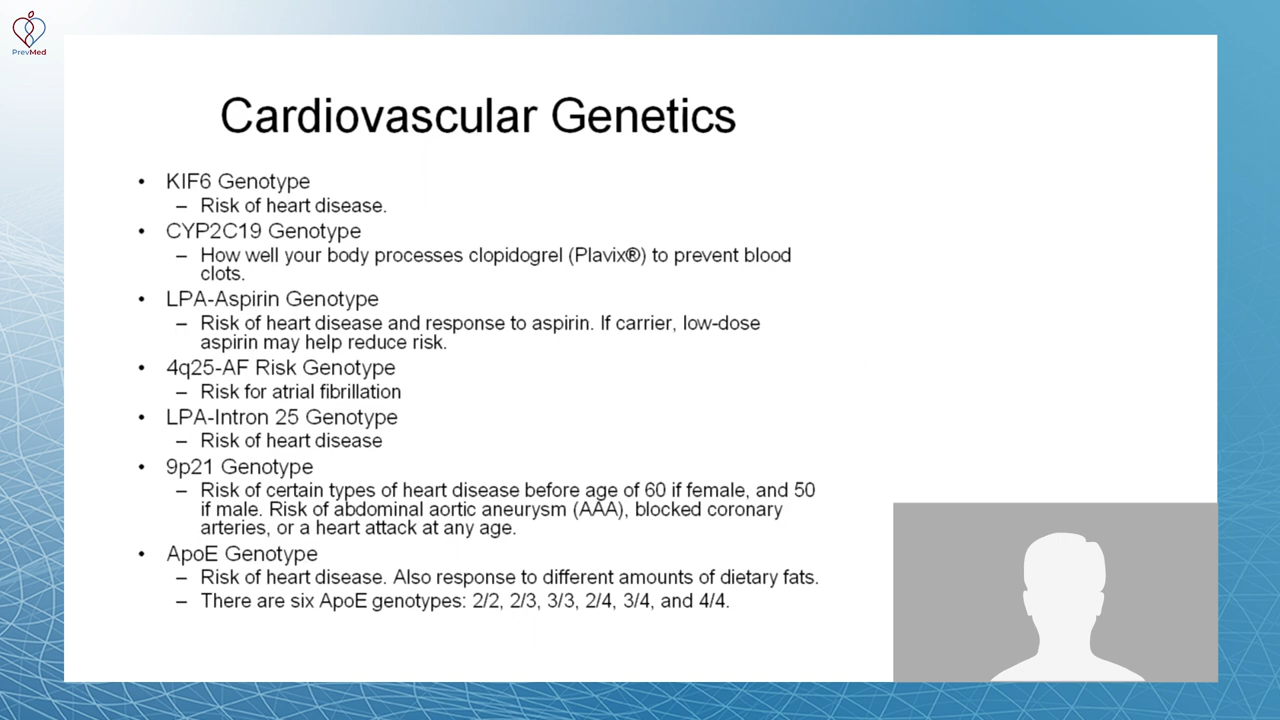 PrevMed
Cardiovascular Genetics
• KIF6 Genotype
– Risk of heart disease.
• CYP2C19 Genotype
– How well your body processes clopidogrel (Plavix®) to prevent blood
clots.
• LPA-Aspirin Genotype
– Risk of heart disease and response to aspirin. If carrier, low-dose
aspirin may help reduce risk.
• 4q25-AF Risk Genotype
– Risk for atrial fibrillation
• LPA-Intron 25 Genotype
– Risk of heart disease
• 9p21 Genotype
– Risk of certain types of heart disease before age of 60 if female, and 50
if male. Risk of abdominal aortic aneurysm (AAA), blocked coronary
arteries, or a heart attack at any age.
• ApoE Genotype
– Risk of heart disease. Also response to different amounts of dietary fats.
– There are six ApoE genotypes: 2/2, 2/3, 3/3, 2/4, 3/4, and 4/4.